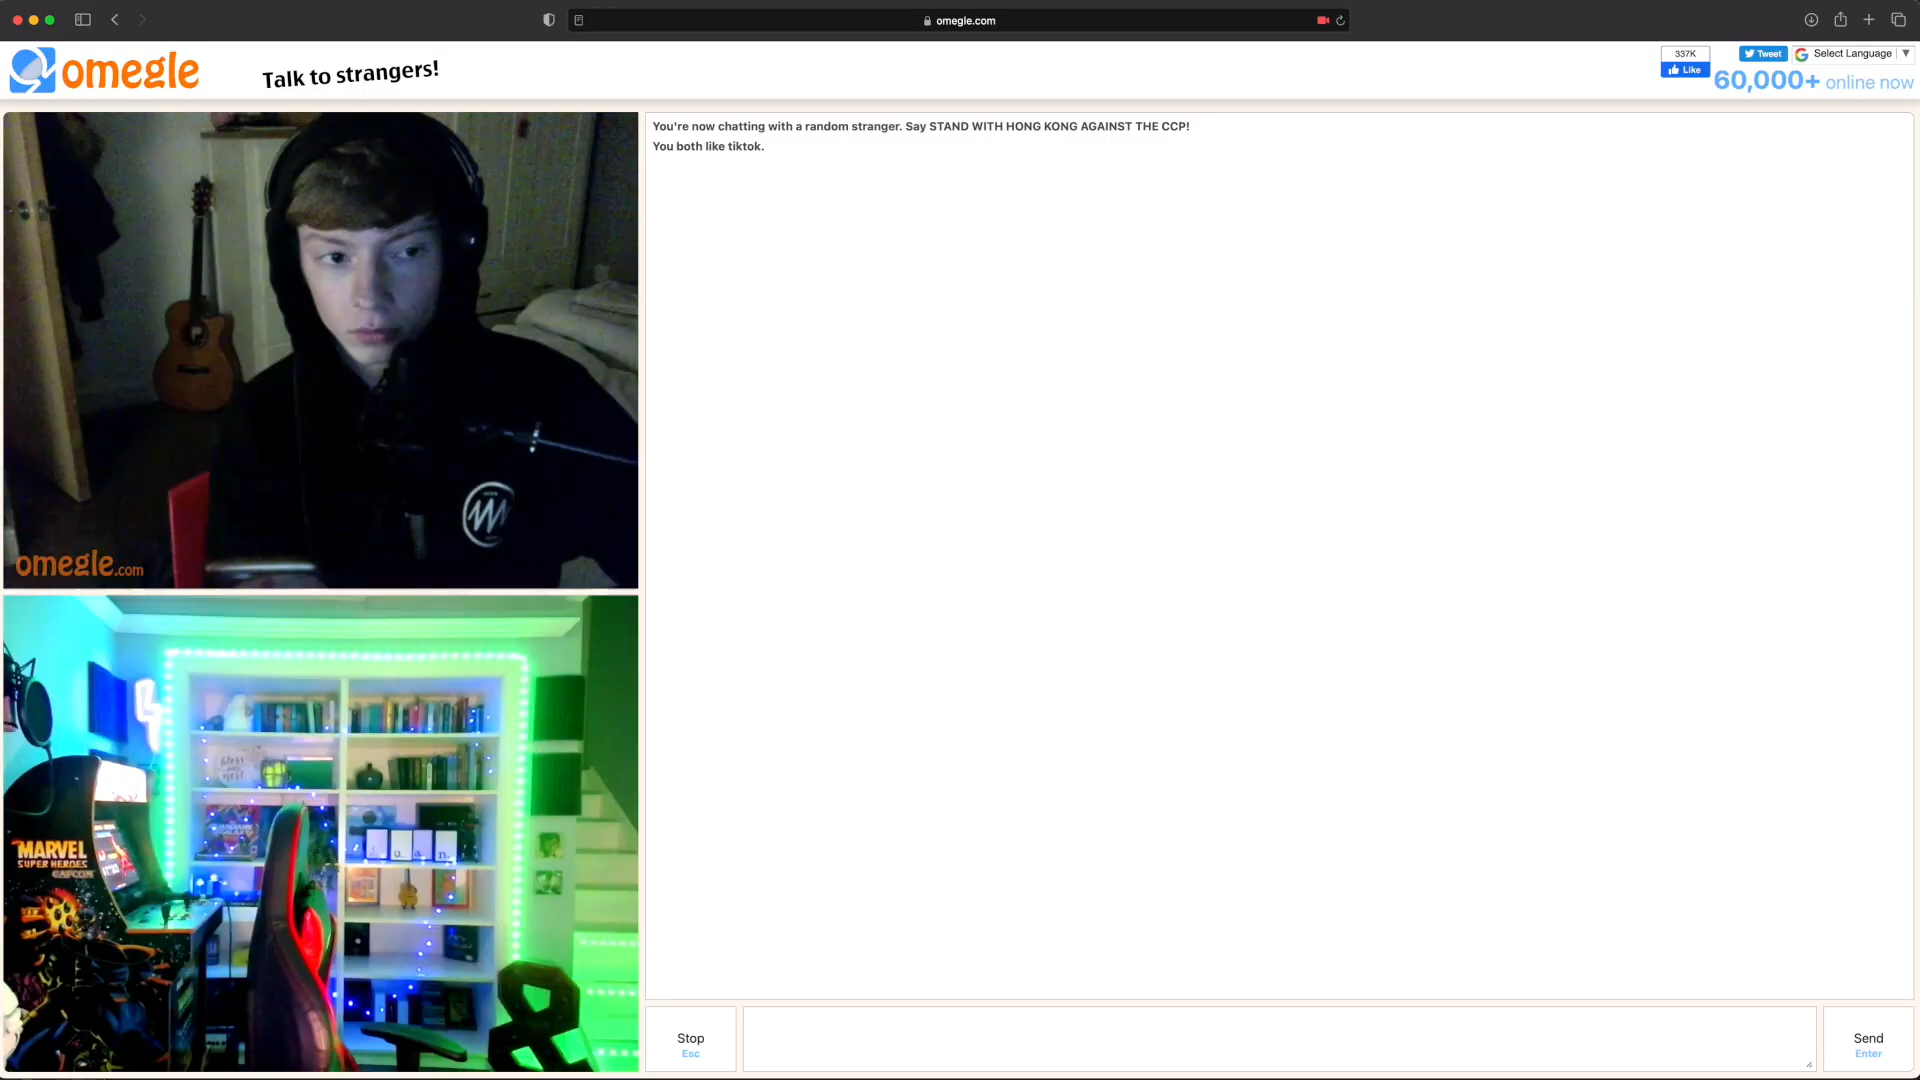 omegle.com
omegle
Talk to strangers!
337K
Like
Tweet
Select Language
60,000+ online now
You're now chatting with a random stranger. Say STAND WITH HONG KONG AGAINST THE CCP!
You both like tiktok.
omegle.com
MARVEL
SUPER HEROES
CAPCOM
Stop
Esc
Send
Enter